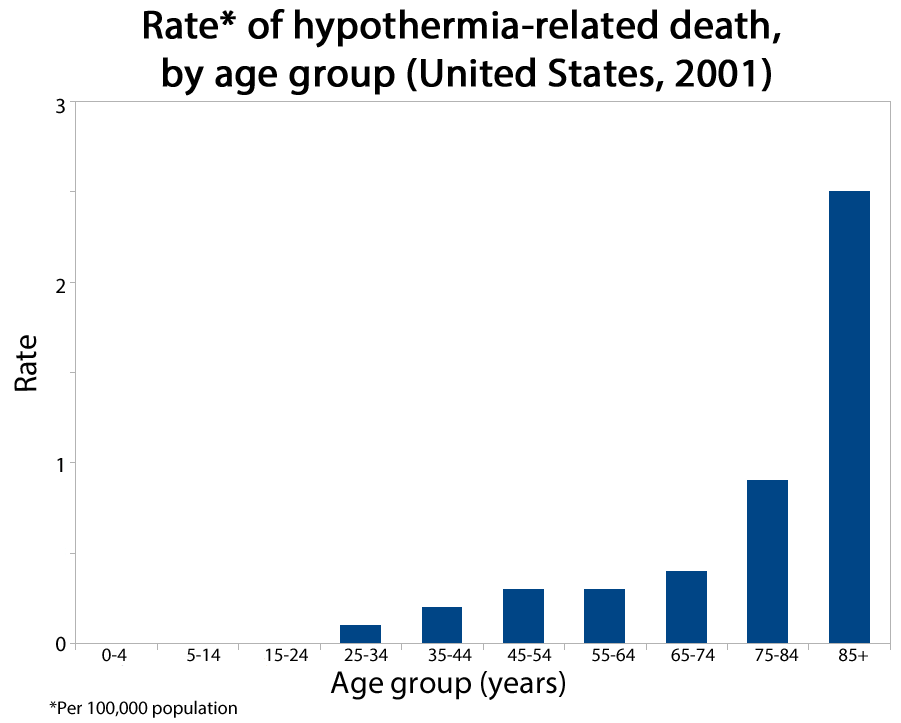 Rate* of hypothermia-related death,
by age group (United States, 2001)
3
2
1
0
Rate
0-4 5-14 15-24 25-34 35-44 45-54 55-64 65-74 75-84 85+
Age group (years)
*Per 100,000 population